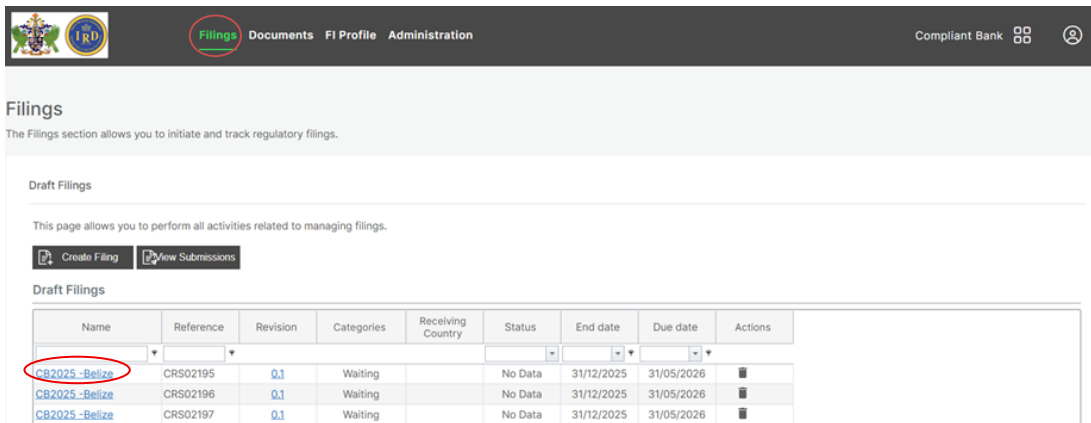 IRD
Filings Documents FI Profile Administration Compliant Bank
Filings
The Filings section allows you to initiate and track regulatory filings.
Draft Filings
This page allows you to perform all activities related to managing filings.
Create Filing View Submissions
Draft Filings
Name Reference Revision Categories Receiving Country Status End date Due date Actions
CB2025 -Belize CRS02195 0.1 Waiting No Data 31/12/2025 31/05/2026
CB2025 -Belize CRS02196 0.1 Waiting No Data 31/12/2025 31/05/2026
CB2025 -Belize CRS02197 0.1 Waiting No Data 31/12/2025 31/05/2026